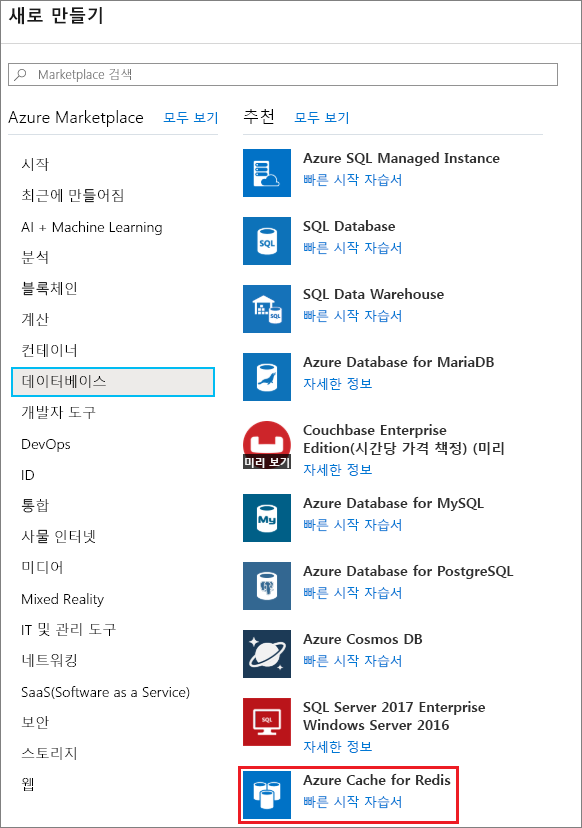 새로 만들기
Marketplace 검색
Azure Marketplace 모두 보기
시작
최근에 만들어짐
AI + Machine Learning
분석
블록체인
계산
컨테이너
데이터베이스
개발자 도구
DevOps
ID
통합
사물 인터넷
미디어
Mixed Reality
IT 및 관리 도구
네트워킹
SaaS(Software as a Service)
보안
스토리지
웹
추천 모두 보기
Azure SQL Managed Instance
빠른 시작 자습서
SQL
SQL Database
빠른 시작 자습서
SQL
SQL Data Warehouse
빠른 시작 자습서
Azure Database for MariaDB
자세한 정보
미리 보기
Couchbase Enterprise
Edition(시간당 가격 책정) (미리
자세한 정보
My
Azure Database for MySQL
빠른 시작 자습서
Azure Database for PostgreSQL
빠른 시작 자습서
Azure Cosmos DB
빠른 시작 자습서
SQL
SQL Server 2017 Enterprise
Windows Server 2016
자세한 정보
Azure Cache for Redis
빠른 시작 자습서